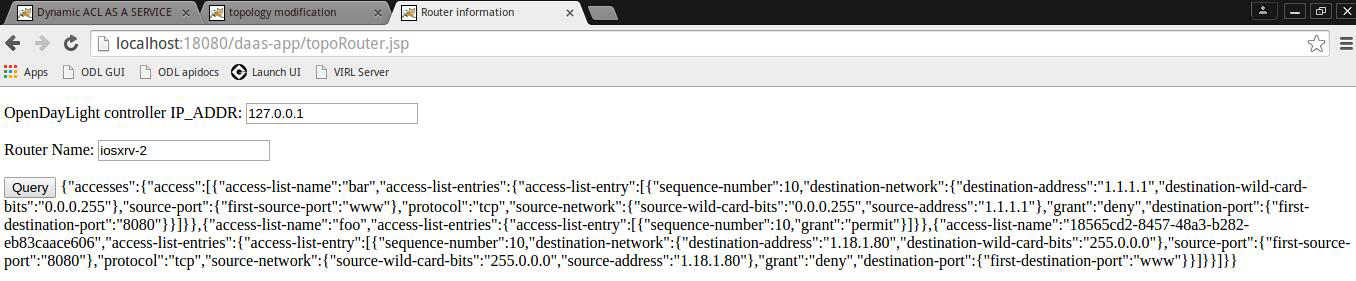 Dynamic ACL AS A SERVICE
topology modification
Router information
localhost:18080/daas-app/topoRouter.jsp
Apps
ODL GUI
ODL apidocs
Launch UI
VIRL Server
OpenDayLight controller IP_ADDR: 127.0.0.1
Router Name: iosxrv-2
Query {"accesses":{"access":[{"access-list-name":"bar","access-list-entries":{"access-list-entry":[{"sequence-number":10,"destination-network":{"destination-address":"1.1.1.1","destination-wild-card-
bits":"0.0.0.255"},"source-port":{"first-source-port":"www"},"protocol":"tcp","source-network":{"source-wild-card-bits":"0.0.0.255","source-address":"1.1.1.1"},"grant":"deny","destination-port":{"first-
destination-port":"8080"}}]}},{"access-list-name":"foo","access-list-entries":{"access-list-entry":[{"sequence-number":10,"grant":"permit"}]}},{"access-list-name":"18565cd2-8457-48a3-b282-
eb83caace606","access-list-entries":{"access-list-entry":[{"sequence-number":10,"destination-network":{"destination-address":"1.18.1.80","destination-wild-card-bits":"255.0.0.0"},"source-port":{"first-source-
port":"8080"},"protocol":"tcp","source-network":{"source-wild-card-bits":"255.0.0.0","source-address":"1.18.1.80"},"grant":"deny","destination-port":{"first-destination-port":"www"}}]}}]}}